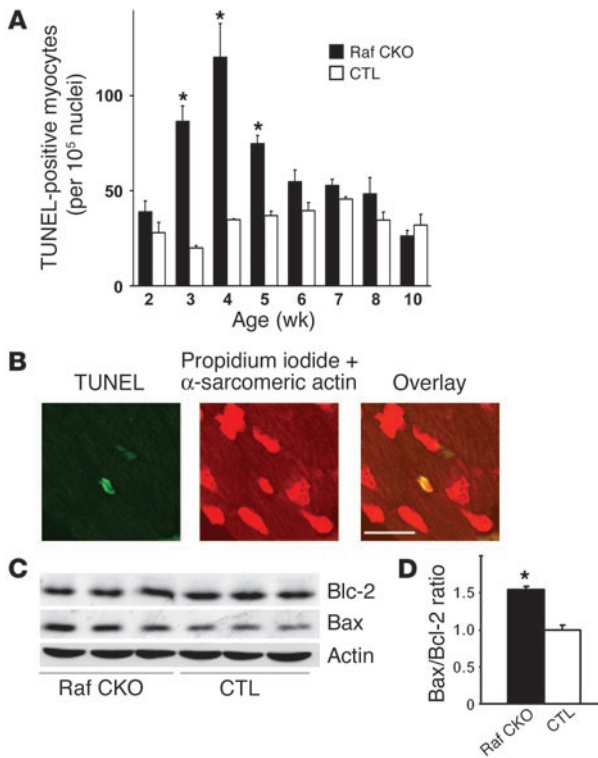 A
TUNEL-positive myocytes
(per 10⁵ nuclei)
100
50
0
*
*
*
Raf CKO
CTL
2 3 4 5 6 7 8 10
Age (wk)
B
TUNEL
Propidium iodide +
α-sarcomeric actin
Overlay
C
Blc-2
Bax
Actin
Raf CKO
CTL
D
Bax/Bcl-2 ratio
1.5
1.0
0.5
0
*
Raf CKO
CTL